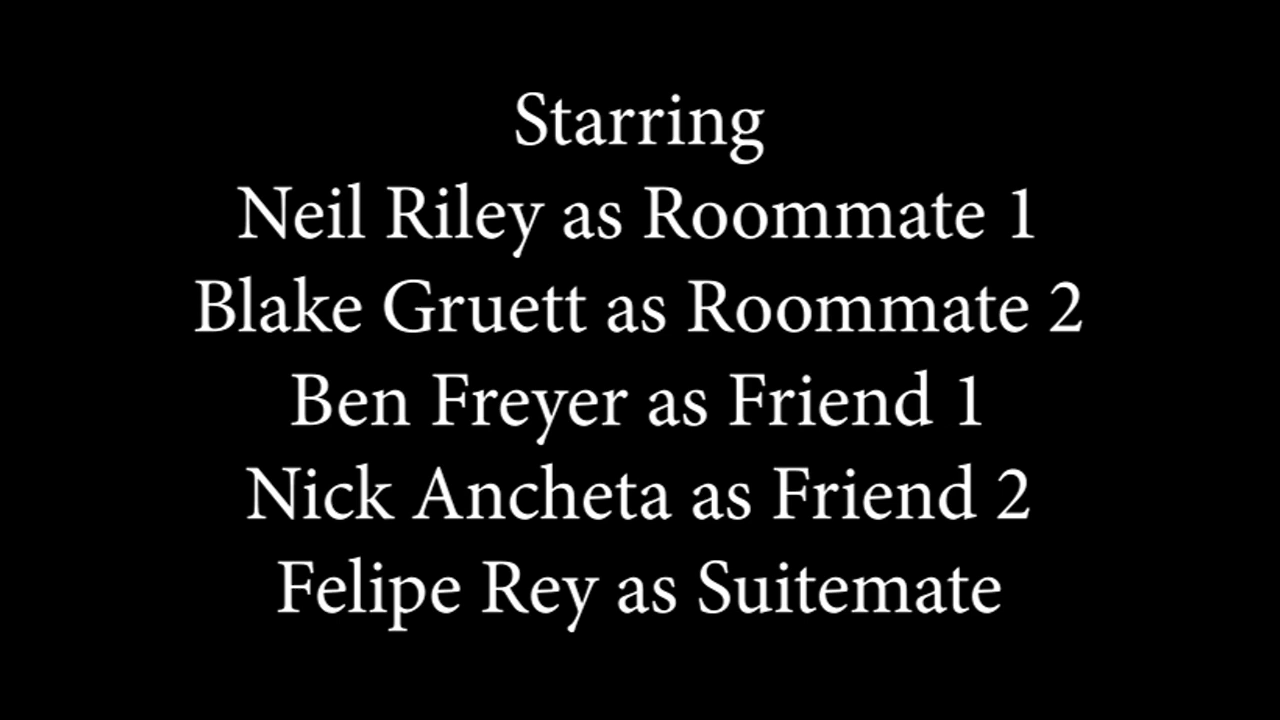 Starring
Neil Riley as Roommate 1
Blake Gruett as Roommate 2
Ben Freyer as Friend 1
Nick Ancheta as Friend 2
Felipe Rey as Suitemate